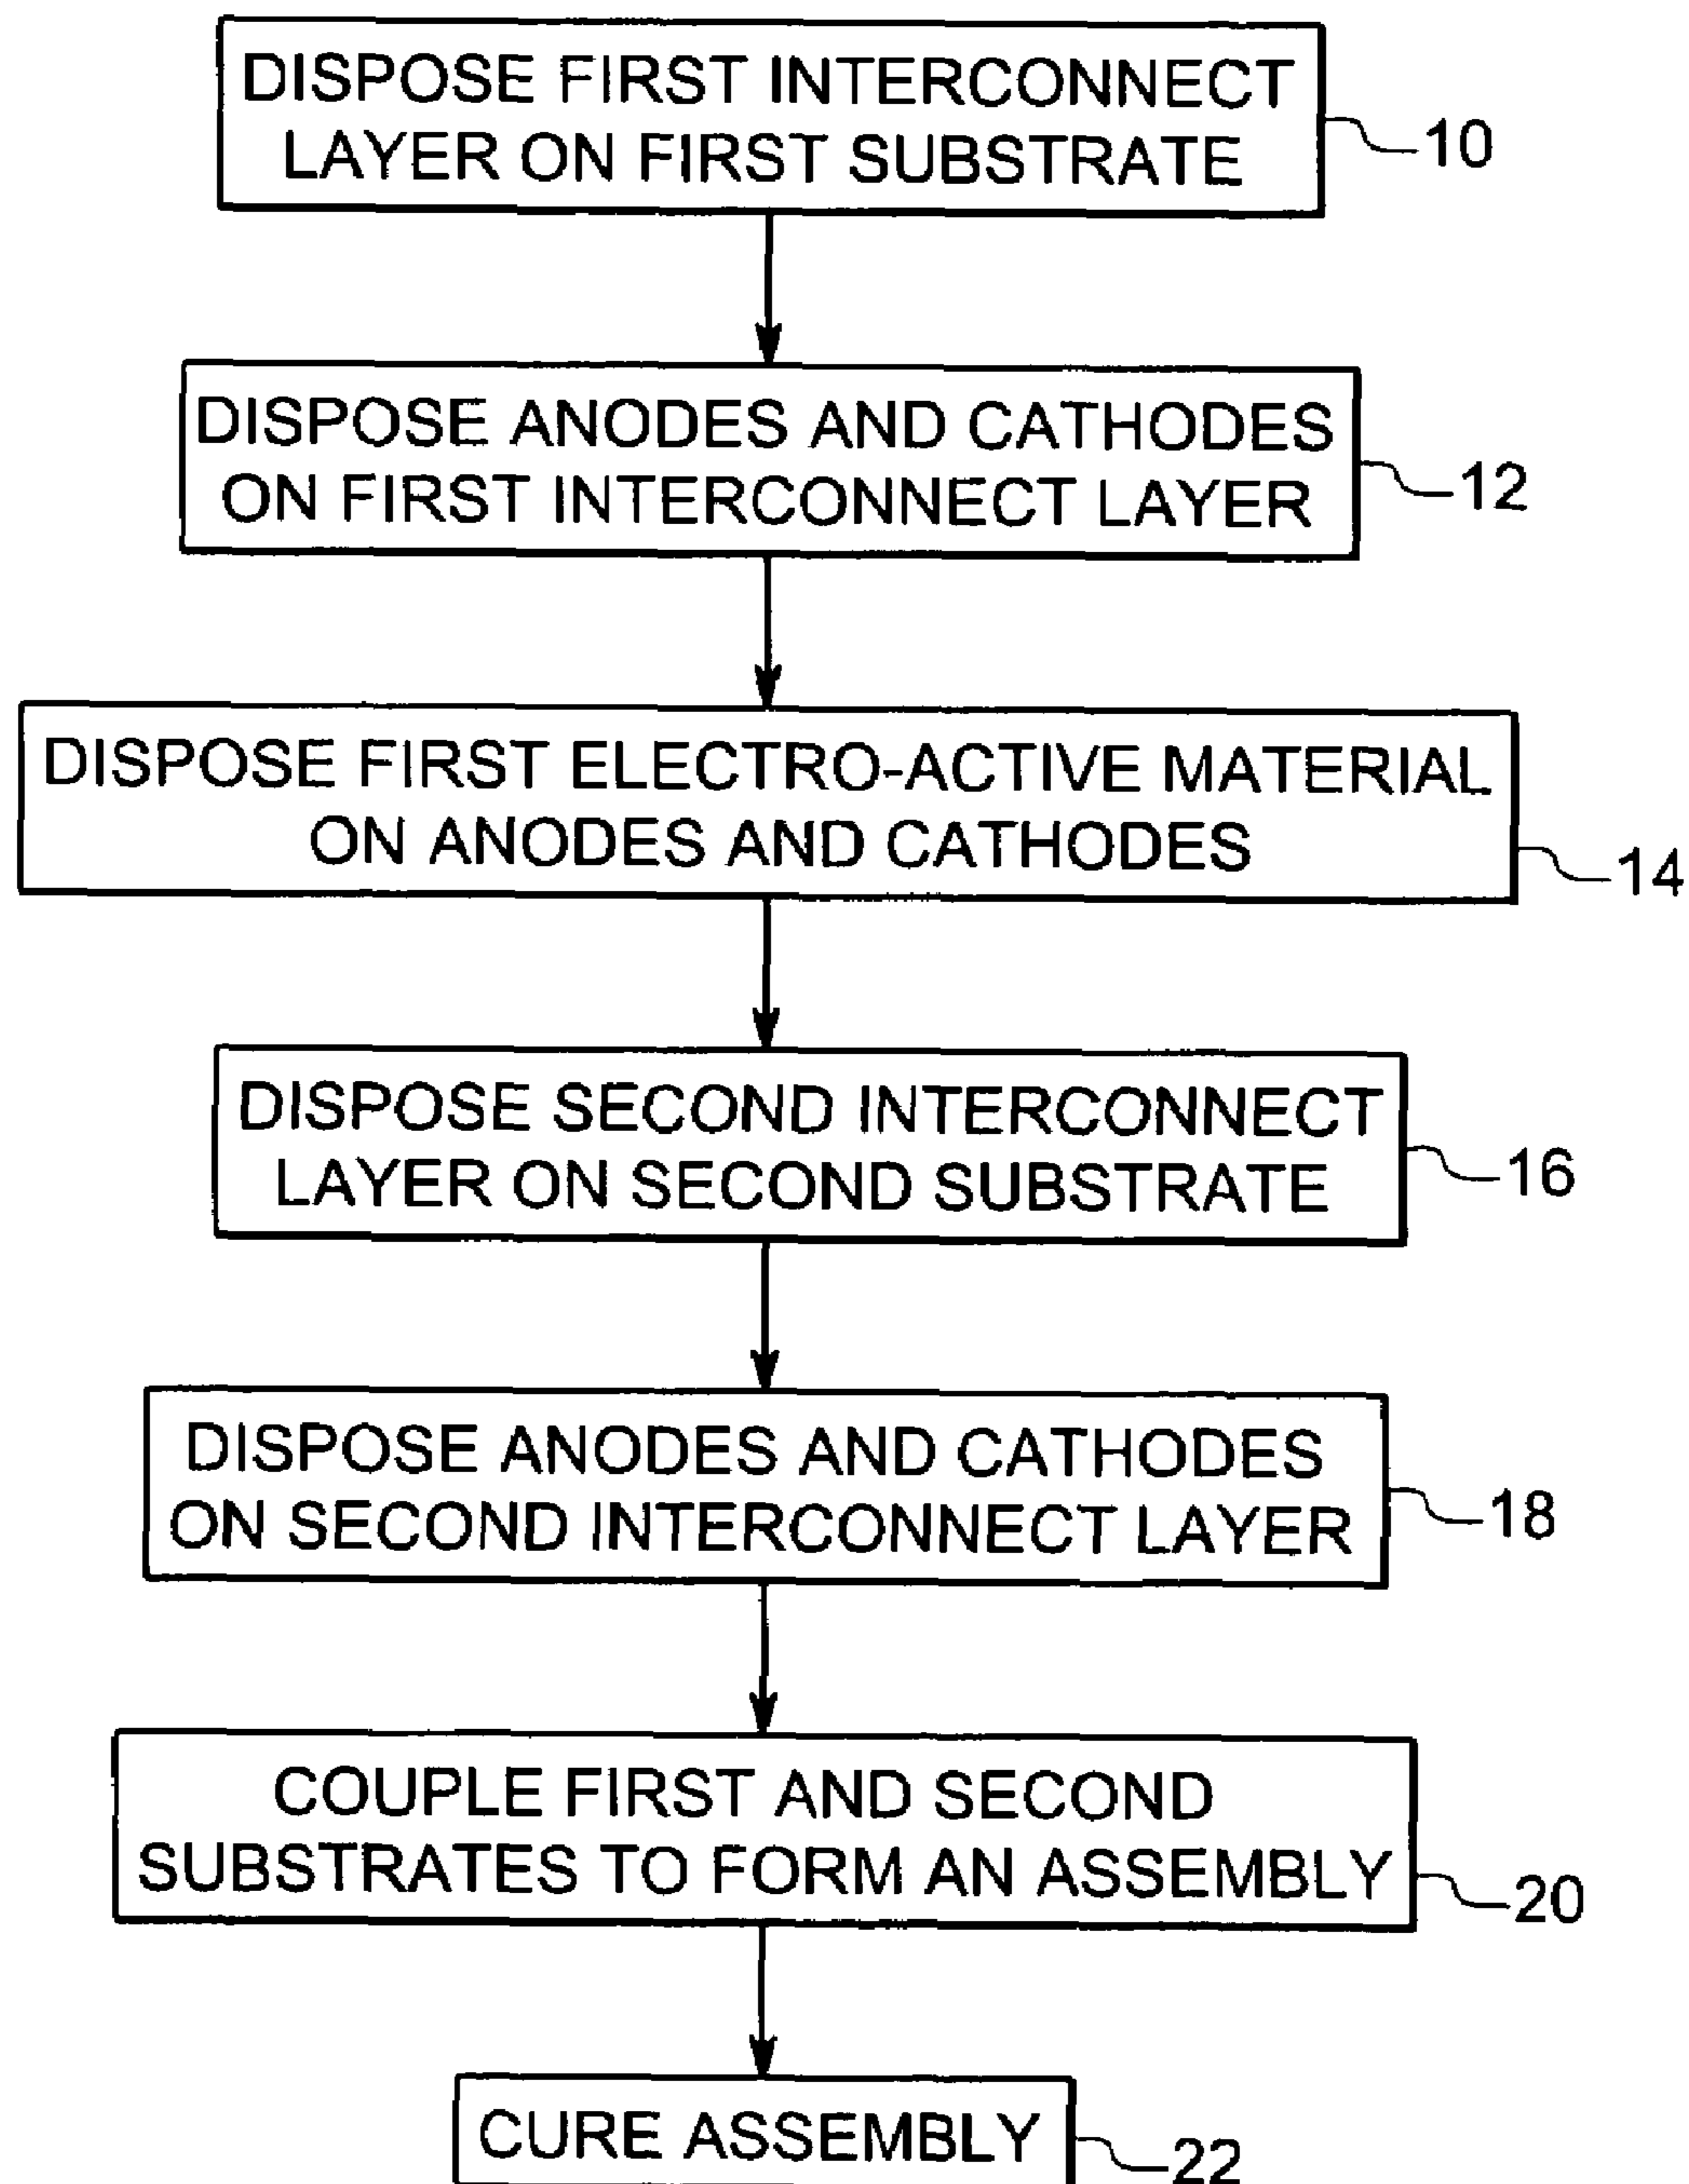 DISPOSE FIRST INTERCONNECT
LAYER ON FIRST SUBSTRATE
10
DISPOSE ANODES AND CATHODES
ON FIRST INTERCONNECT LAYER
12
DISPOSE FIRST ELECTRO-ACTIVE MATERIAL
ON ANODES AND CATHODES
14
DISPOSE SECOND INTERCONNECT
LAYER ON SECOND SUBSTRATE
16
DISPOSE ANODES AND CATHODES
ON SECOND INTERCONNECT LAYER
18
COUPLE FIRST AND SECOND
SUBSTRATES TO FORM AN ASSEMBLY
20
CURE ASSEMBLY
22